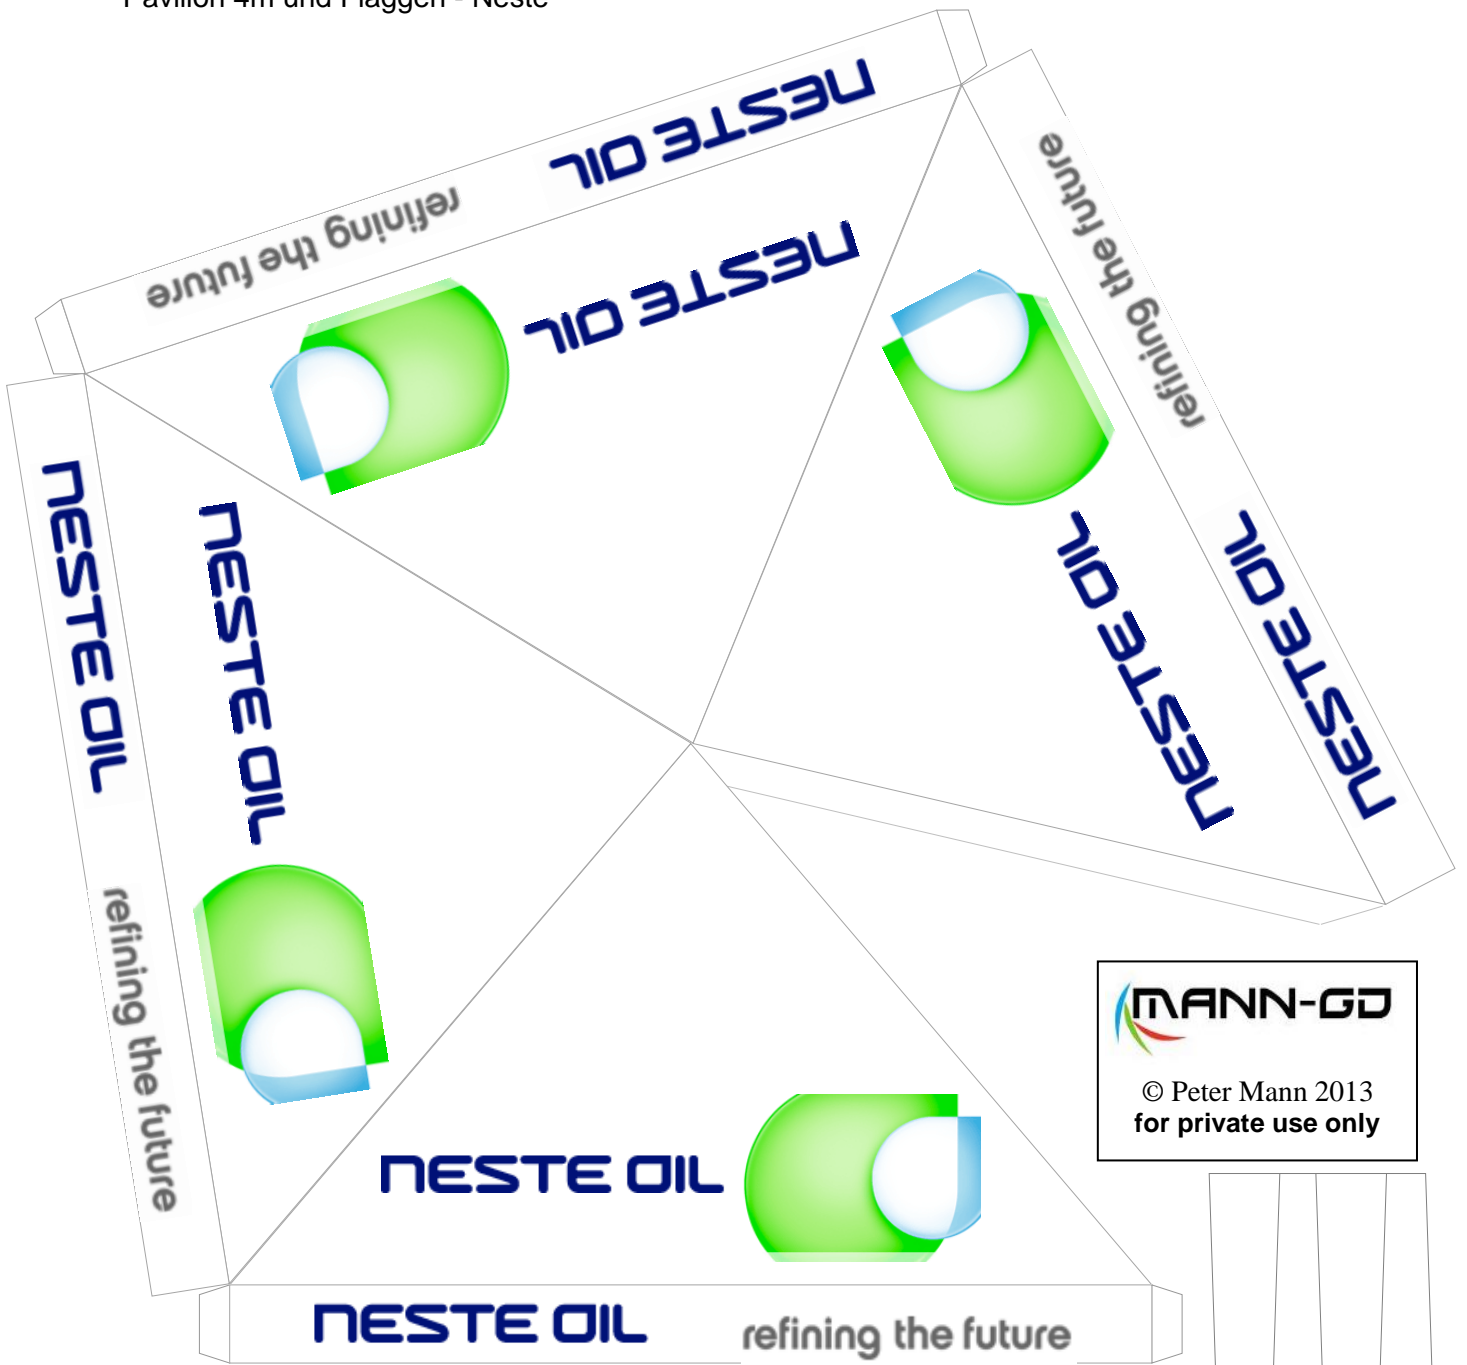 Pavillon 4m und Flaggen - Neste
NESTE OIL
refining the future
NESTE OIL
refining the future
NESTE OIL
NESTE OIL
NESTE OIL
NESTE OIL
NESTE OIL
refining the future
MANN-GD
© Peter Mann 2013
for private use only
NESTE OIL
NESTE OIL
refining the future